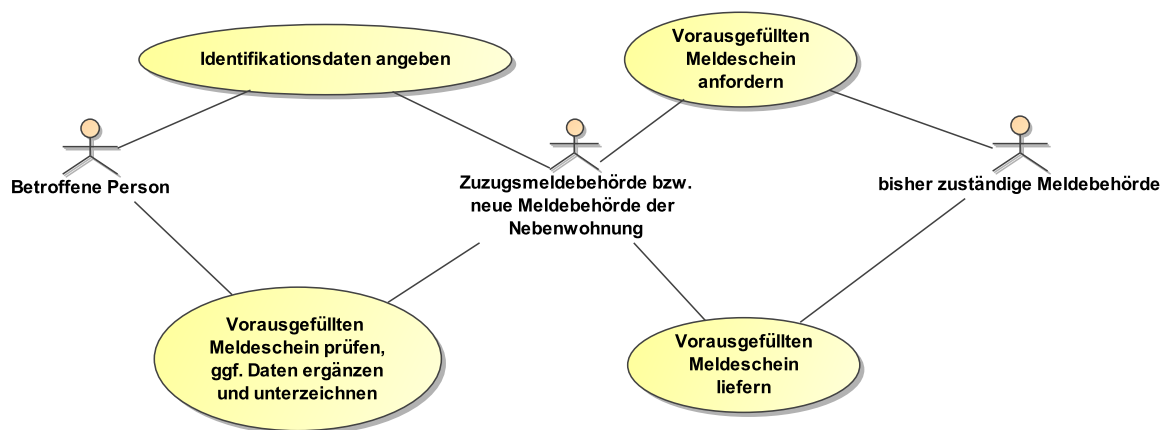 Identifikationsdaten angeben
Vorausgefüllten
Meldeschein
anfordern
Betroffene Person
Zuzugsmeldebehörde bzw.
neue Meldebehörde der
Nebenwohnung
bisher zuständige Meldebehörde
Vorausgefüllten
Meldeschein prüfen,
ggf. Daten ergänzen
und unterzeichnen
Vorausgefüllten
Meldeschein
liefern